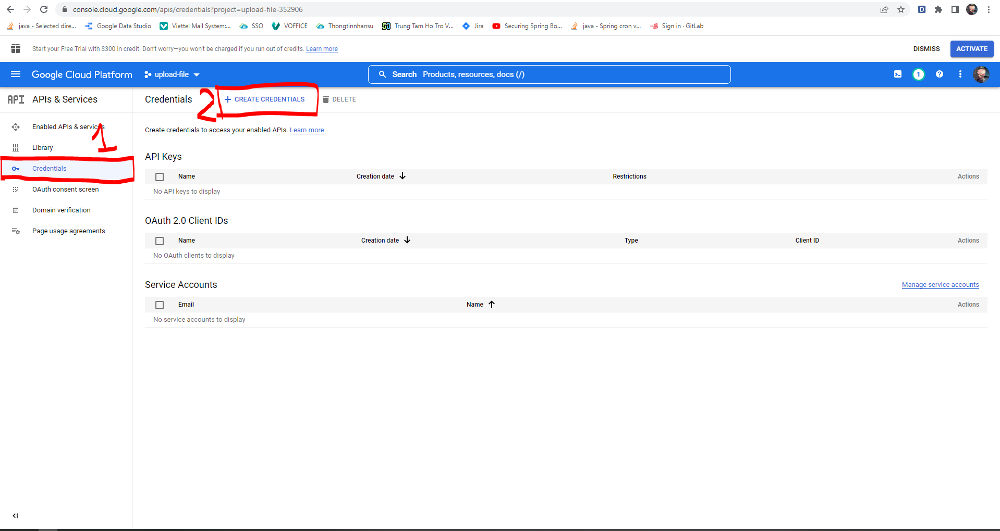 console.cloud.google.com/apis/credentials?project=upload-file-352906
java - Selected dire... Google Data Studio Viettel Mail System:... SSO VOFFICE Thongtinnhansu Trung Tam Ho Tro V... Jira Securing Spring Bo... java - Spring cron v... Sign in · GitLab
Start your Free Trial with $300 in credit. Don't worry—you won't be charged if you run out of credits. Learn more DISMISS ACTIVATE
Google Cloud Platform upload-file Search Products, resources, docs (/) 1
API APIs & Services Credentials 2 + CREATE CREDENTIALS DELETE
Enabled APIs & services
1
Library
Credentials
OAuth consent screen
Domain verification
Page usage agreements
Create credentials to access your enabled APIs. Learn more
API Keys
Name Creation date Restrictions Actions
No API keys to display
OAuth 2.0 Client IDs
Name Creation date Type Client ID Actions
No OAuth clients to display
Service Accounts Manage service accounts
Email Name Actions
No service accounts to display